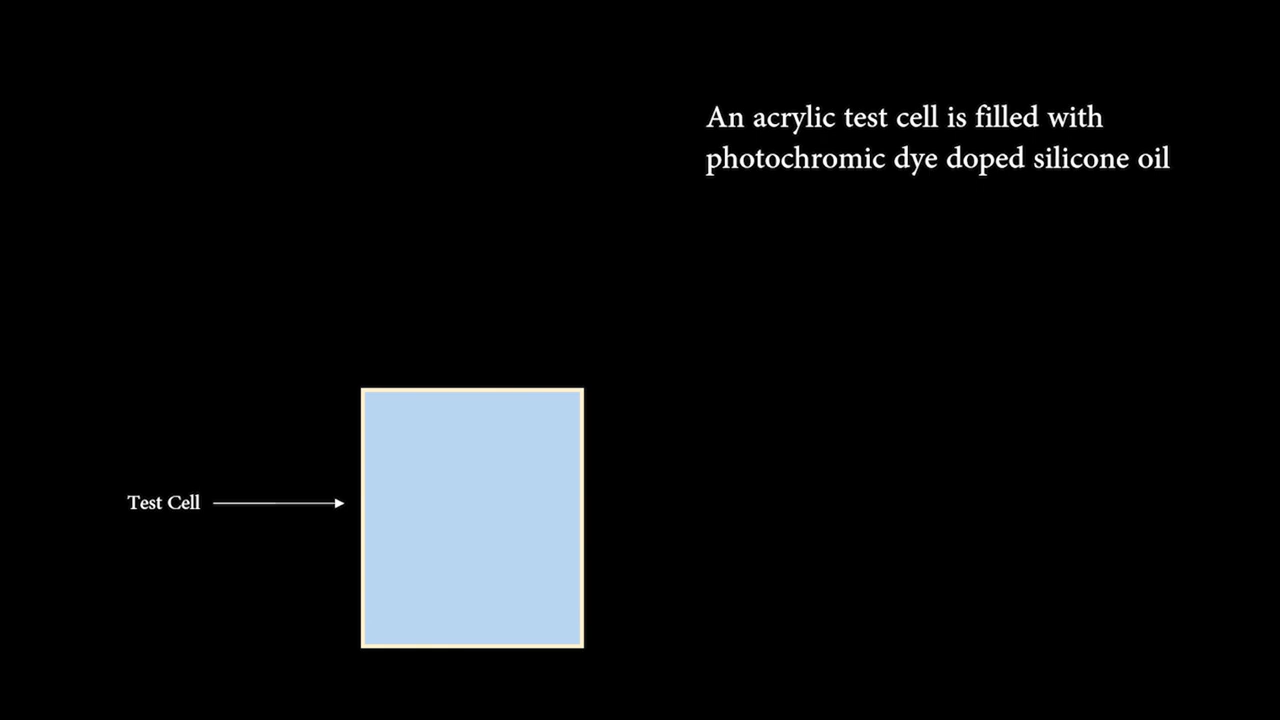 An acrylic test cell is filled with
photochromic dye doped silicone oil
Test Cell